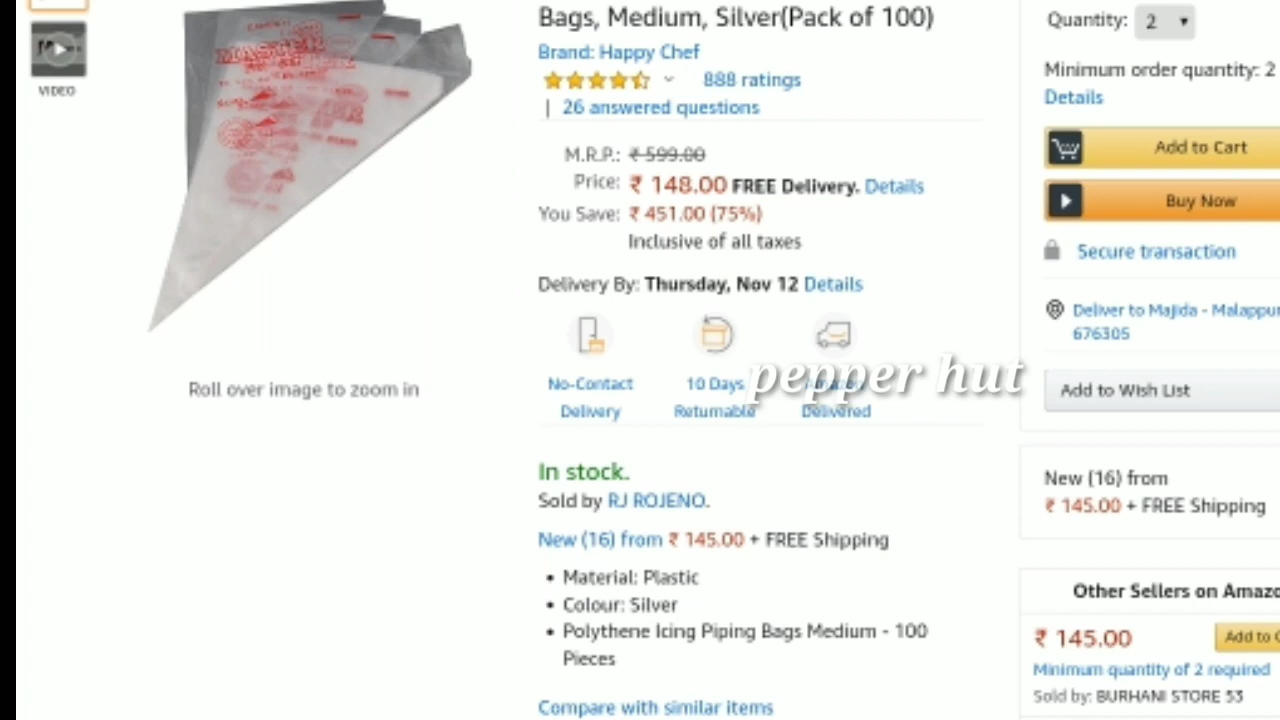 Bags, Medium, Silver(Pack of 100)
Brand: Happy Chef
888 ratings
| 26 answered questions
M.R.P.: ₹ 599.00
Price: ₹ 148.00 FREE Delivery. Details
You Save: ₹ 451.00 (75%)
Inclusive of all taxes
Delivery By: Thursday, Nov 12 Details
No-Contact
Delivery
10 Days
Returnable
Delivered
pepper hut
In stock.
Sold by RJ ROJENO.
New (16) from ₹ 145.00 + FREE Shipping
• Material: Plastic
• Colour: Silver
• Polythene Icing Piping Bags Medium - 100
Pieces
Compare with similar items
VIDEO
Roll over image to zoom in
Quantity: 2
Minimum order quantity: 2
Details
Add to Cart
Buy Now
Secure transaction
Deliver to Majida - Malappur
676305
Add to Wish List
New (16) from
₹ 145.00 + FREE Shipping
Other Sellers on Amazo
₹ 145.00
Add to C
Minimum quantity of 2 required
Sold by: BURHANI STORE 53